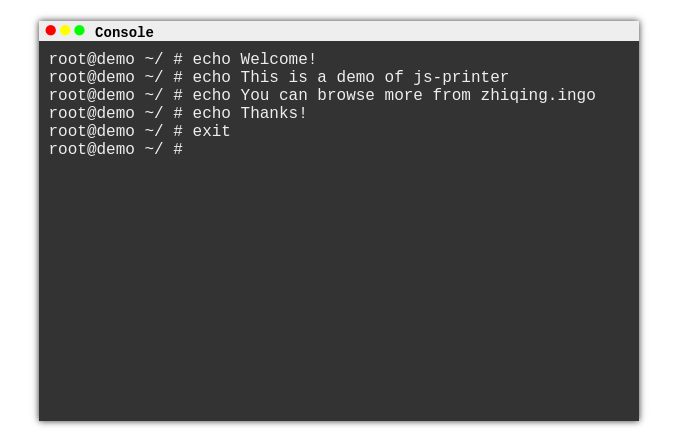 Console
root@demo ~/ # echo Welcome!
root@demo ~/ # echo This is a demo of js-printer
root@demo ~/ # echo You can browse more from zhiqing.ingo
root@demo ~/ # echo Thanks!
root@demo ~/ # exit
root@demo ~/ #